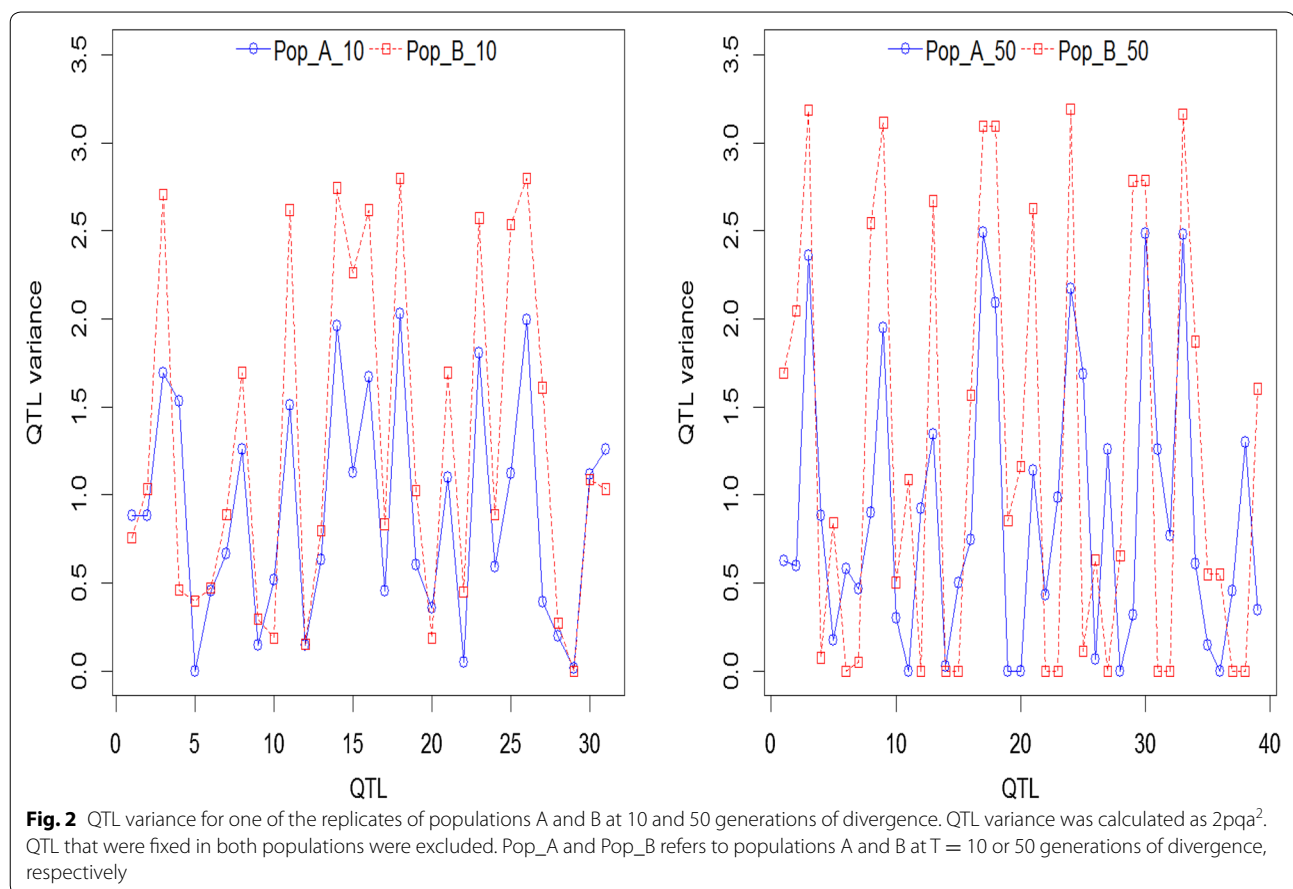 Pop_A_10 Pop_B_10
3.5
3.0
2.5
2.0
1.5
1.0
0.5
0.0
QTL variance
0 5 10 15 20 25 30
QTL
Pop_A_50 Pop_B_50
3.5
3.0
2.5
2.0
1.5
1.0
0.5
0.0
QTL variance
0 10 20 30 40
QTL
Fig. 2 QTL variance for one of the replicates of populations A and B at 10 and 50 generations of divergence. QTL variance was calculated as 2pqa².
QTL that were fixed in both populations were excluded. Pop_A and Pop_B refers to populations A and B at T = 10 or 50 generations of divergence,
respectively